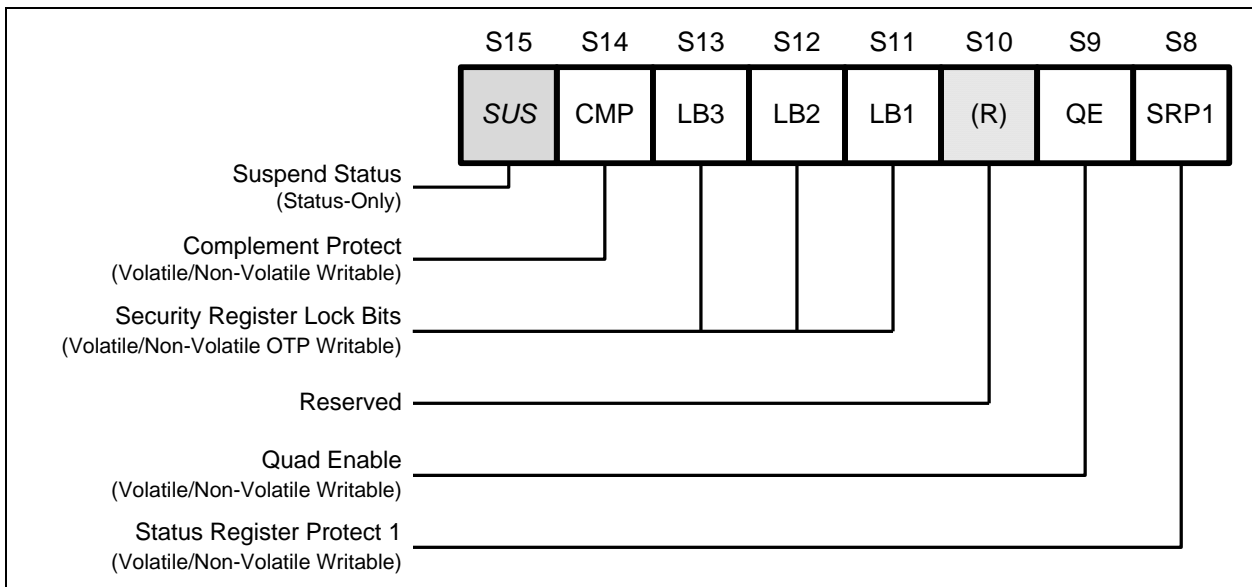 S15 S14 S13 S12 S11 S10 S9 S8
SUS CMP LB3 LB2 LB1 (R) QE SRP1
Suspend Status
(Status-Only)
Complement Protect
(Volatile/Non-Volatile Writable)
Security Register Lock Bits
(Volatile/Non-Volatile OTP Writable)
Reserved
Quad Enable
(Volatile/Non-Volatile Writable)
Status Register Protect 1
(Volatile/Non-Volatile Writable)